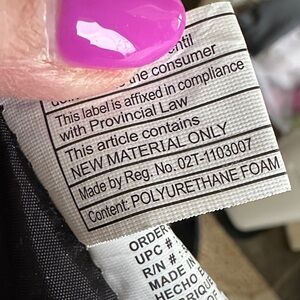 the consumer
This label is affixed in compliance
with Provincial Law
This article contains
NEW MATERIAL ONLY
Made by Reg. No. 02T-1103007
Content: POLYURETHANE FOAM
ORDER
UPC #
R/N #
MADE IN
HECHO